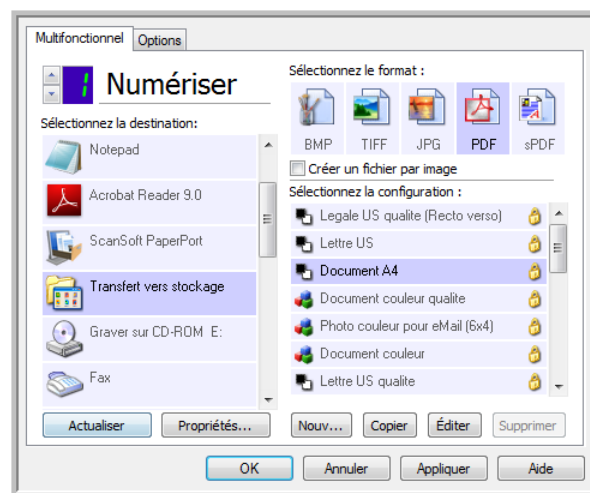 Multifonctionnel
Options
1
Numériser
Sélectionnez la destination:
Notepad
Acrobat Reader 9.0
ScanSoft PaperPort
Transfert vers stockage
Graver sur CD-ROM E:
Fax
Actualiser
Propriétés...
Sélectionnez le format :
BMP TIFF JPG PDF sPDF
Créer un fichier par image
Sélectionnez la configuration :
Legale US qualite (Recto verso)
Lettre US
Document A4
Document couleur qualite
Photo couleur pour eMail (6x4)
Document couleur
Lettre US qualite
Nouv... Copier Éditer Supprimer
OK Annuler Appliquer Aide